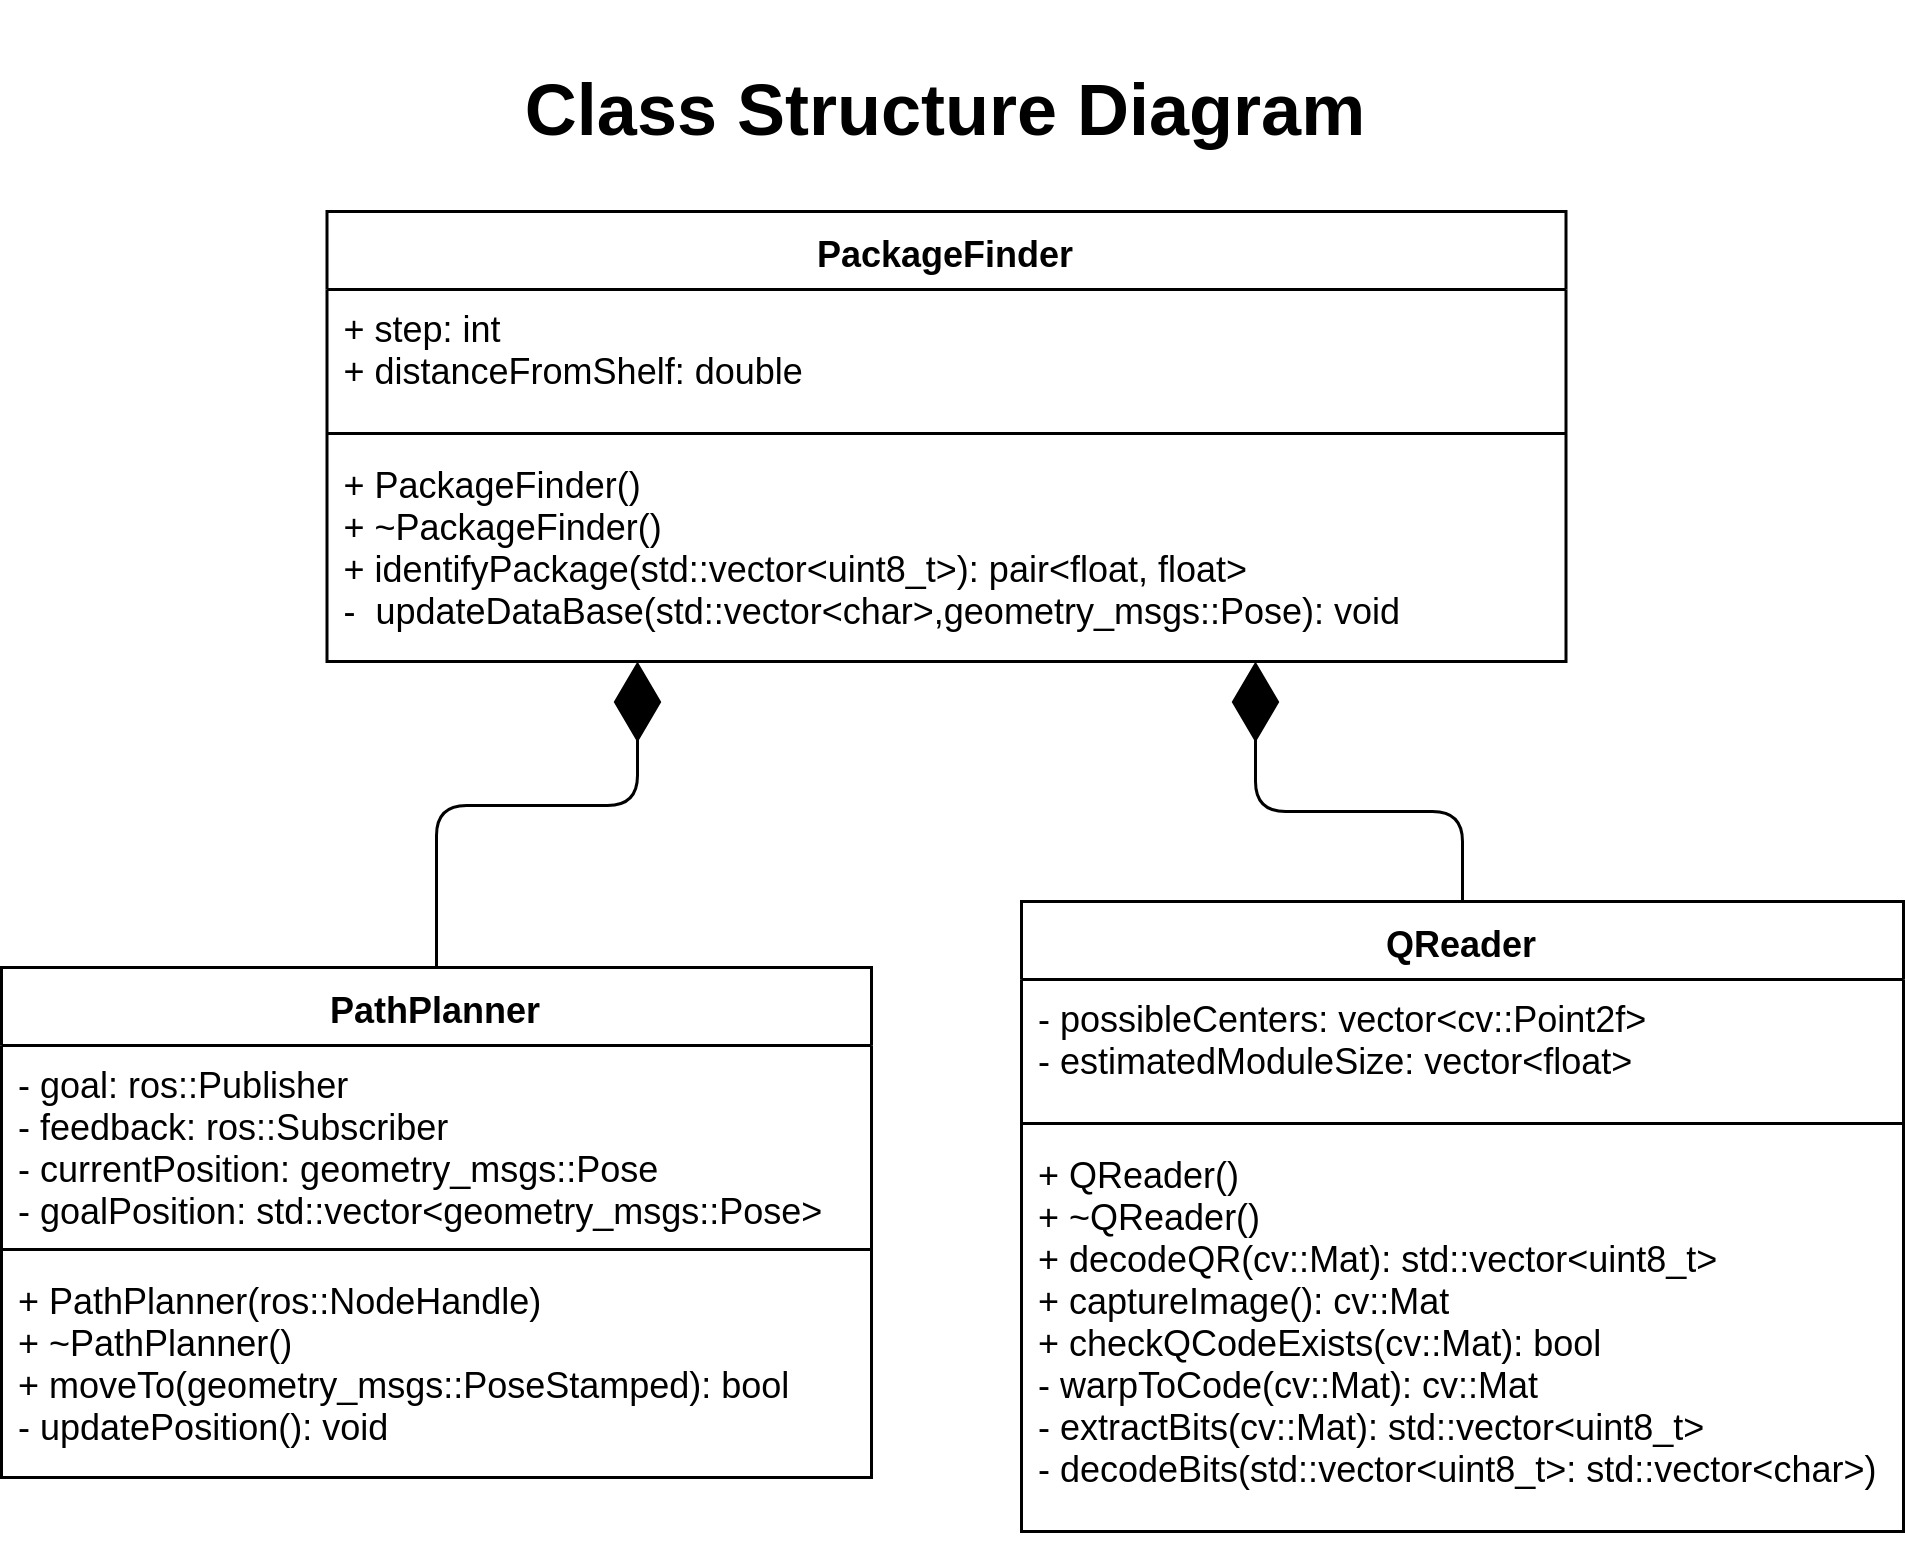 Class Structure Diagram
PackageFinder
+ step: int
+ distanceFromShelf: double
+ PackageFinder()
+ ~PackageFinder()
+ identifyPackage(std::vector<uint8_t>): pair<float, float>
-  updateDataBase(std::vector<char>,geometry_msgs::Pose): void
PathPlanner
- goal: ros::Publisher
- feedback: ros::Subscriber
- currentPosition: geometry_msgs::Pose
- goalPosition: std::vector<geometry_msgs::Pose>
+ PathPlanner(ros::NodeHandle)
+ ~PathPlanner()
+ moveTo(geometry_msgs::PoseStamped): bool
- updatePosition(): void
QReader
- possibleCenters: vector<cv::Point2f>
- estimatedModuleSize: vector<float>
+ QReader()
+ ~QReader()
+ decodeQR(cv::Mat): std::vector<uint8_t>
+ captureImage(): cv::Mat
+ checkQCodeExists(cv::Mat): bool
- warpToCode(cv::Mat): cv::Mat
- extractBits(cv::Mat): std::vector<uint8_t>
- decodeBits(std::vector<uint8_t>: std::vector<char>)